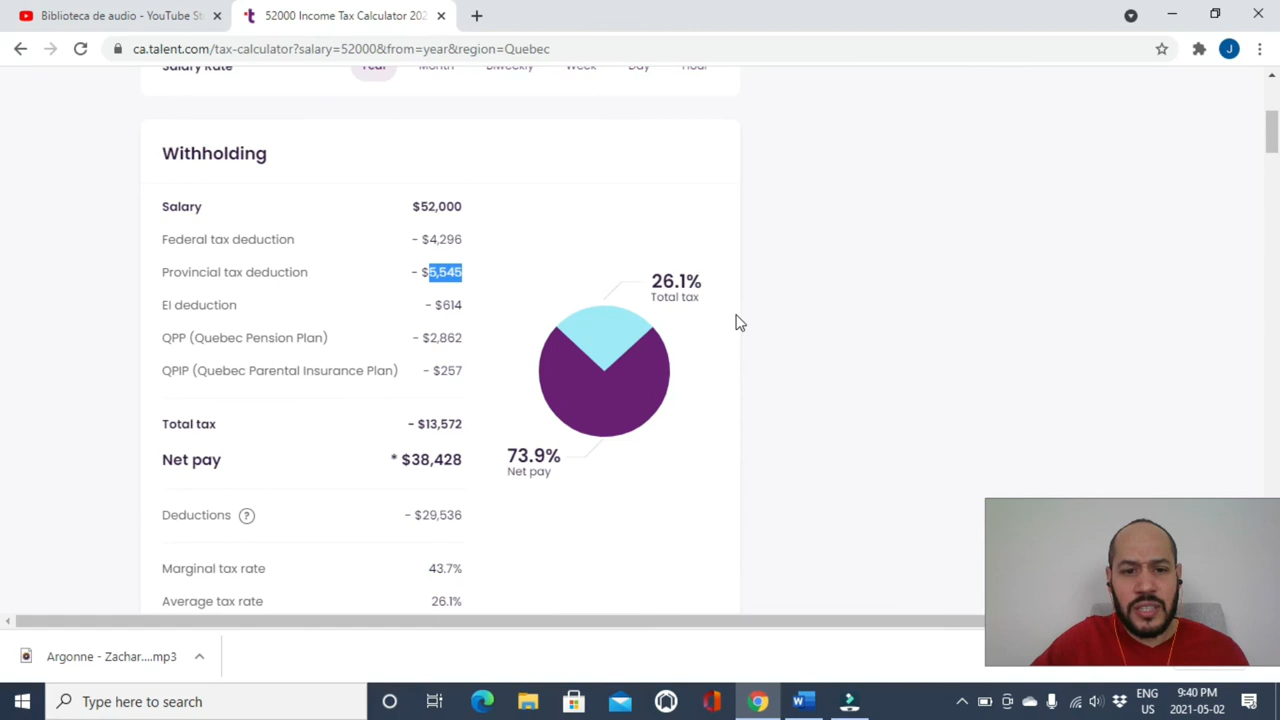 Biblioteca de audio - YouTube St
52000 Income Tax Calculator 202
ca.talent.com/tax-calculator?salary=52000&from=year&region=Quebec
J
Salary Rate Year Month Biweekly Week Day Hour
Withholding
Salary $52,000
Federal tax deduction - $4,296
Provincial tax deduction - $5,545
EI deduction - $614
QPP (Quebec Pension Plan) - $2,862
QPIP (Quebec Parental Insurance Plan) - $257
Total tax - $13,572
Net pay * $38,428
Deductions ? - $29,536
Marginal tax rate 43.7%
Average tax rate 26.1%
26.1%
Total tax
73.9%
Net pay
Argonne - Zachar....mp3
Type here to search
ENG
US
9:40 PM
2021-05-02